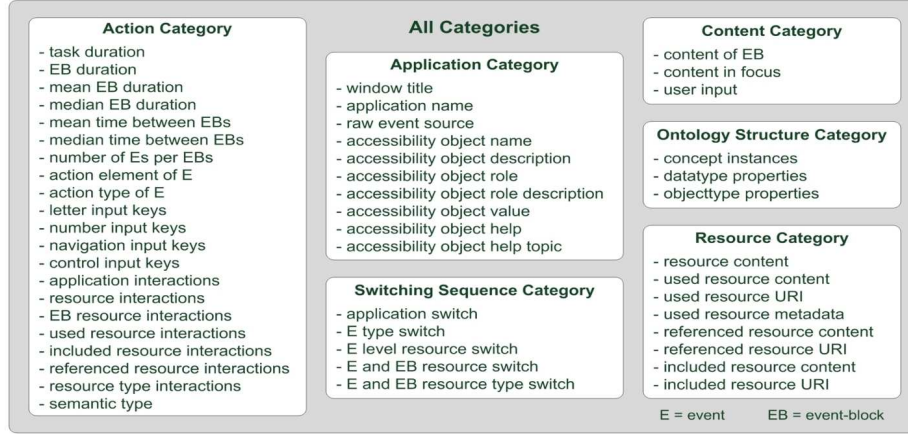 All Categories
Action Category
- task duration
- EB duration
- mean EB duration
- median EB duration
- mean time between EBs
- median time between EBs
- number of Es per EBs
- action element of E
- action type of E
- letter input keys
- number input keys
- navigation input keys
- control input keys
- application interactions
- resource interactions
- EB resource interactions
- used resource interactions
- included resource interactions
- referenced resource interactions
- resource type interactions
- semantic type
Application Category
- window title
- application name
- raw event source
- accessibility object name
- accessibility object description
- accessibility object role
- accessibility object role description
- accessibility object value
- accessibility object help
- accessibility object help topic
Switching Sequence Category
- application switch
- E type switch
- E level resource switch
- E and EB resource switch
- E and EB resource type switch
Content Category
- content of EB
- content in focus
- user input
Ontology Structure Category
- concept instances
- datatype properties
- objecttype properties
Resource Category
- resource content
- used resource content
- used resource URI
- used resource metadata
- referenced resource content
- referenced resource URI
- included resource content
- included resource URI
E = event EB = event-block